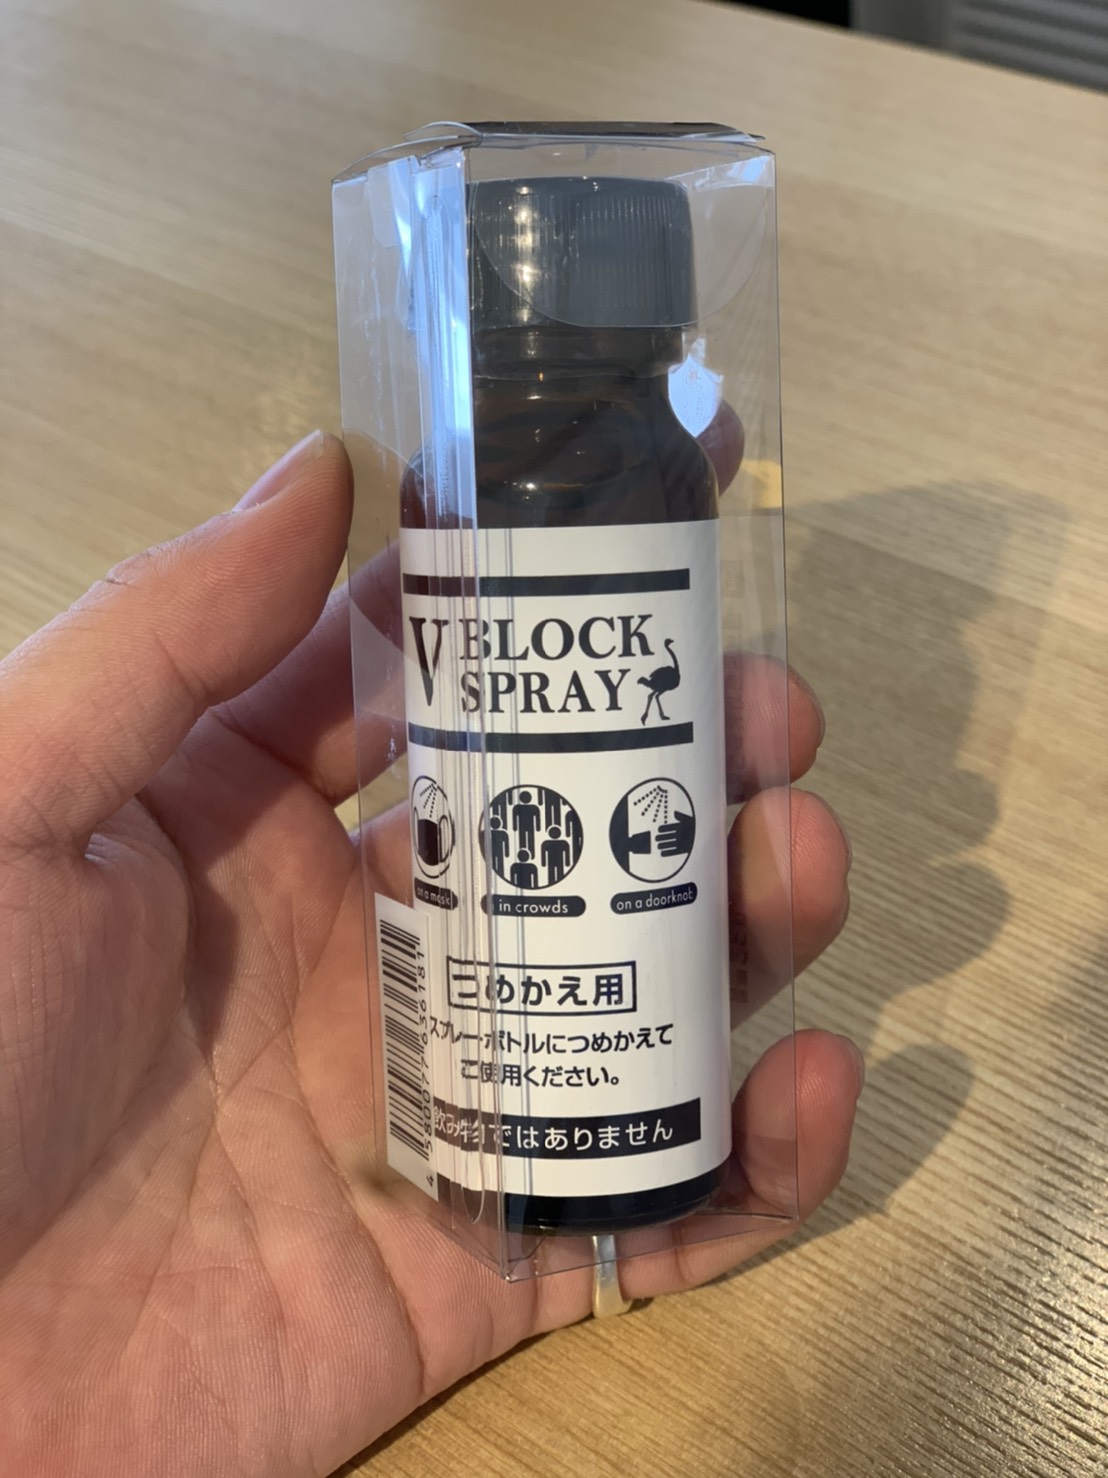 V BLOCK
SPRAY
on a mask
in crowds
on a doorknob
つめかえ用
スプレーボトルにつめかえて
ご使用ください。
飲み物ではありません